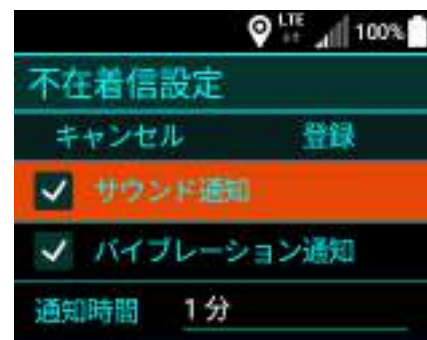 LTE 100%
不在着信設定
キャンセル 登録
サウンド通知
バイブレーション通知
通知時間 1分